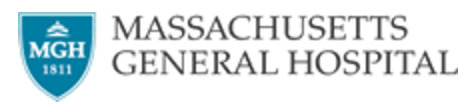 MGH
1811
MASSACHUSETTS
GENERAL HOSPITAL